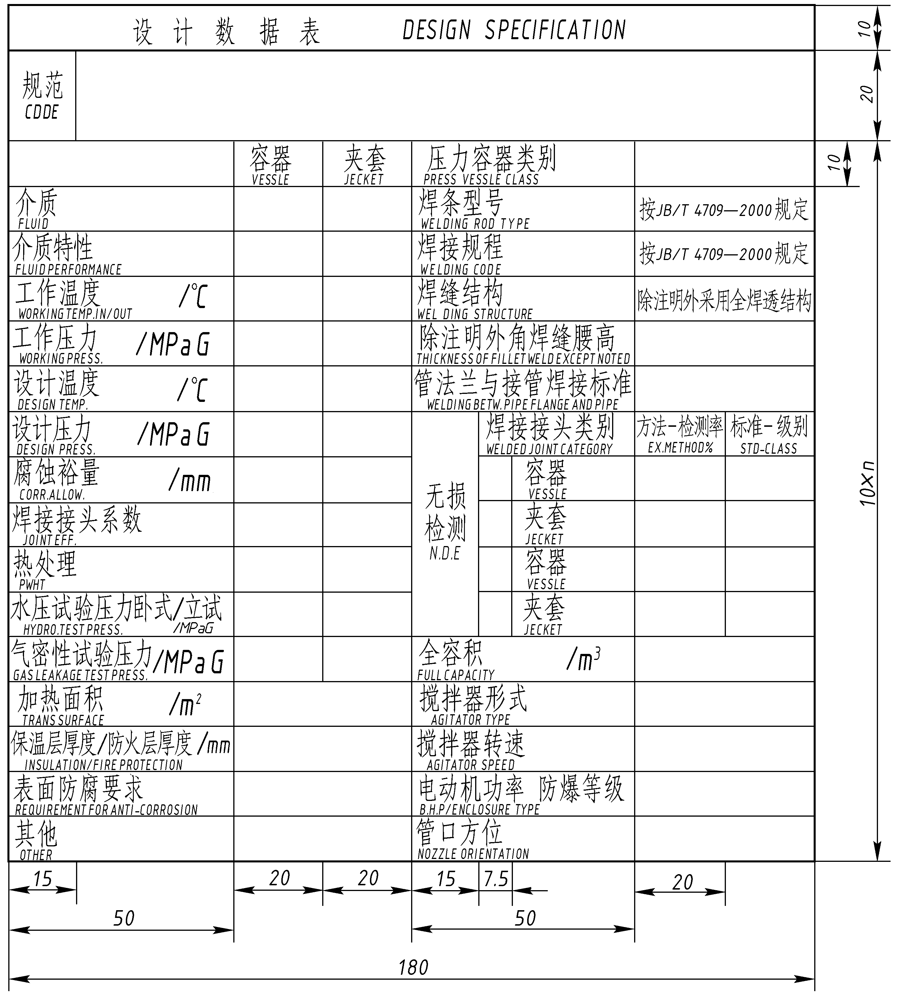 设计数据表 DESIGN SPECIFICATION
10
规范
CDDE
20
容器 夹套 压力容器类别
VESSLE JECKET PRESS VESSLE CLASS
10
介质 焊条型号 按JB/T 4709—2000规定
FLUID WELDING ROD TYPE
介质特性 焊接规程 按JB/T 4709—2000规定
FLUID PERFORMANCE WELDING CODE
工作温度 /℃ 焊缝结构 除注明外采用全焊透结构
WORKING TEMP.IN/OUT WEL DING STRUCTURE
工作压力 /MPaG 除注明外角焊缝腰高
WORKING PRESS. THICKNESS OF FILLET WELD EXCEPT NOTED
设计温度 /℃ 管法兰与接管焊接标准
DESIGN TEMP. WELDING BETW.PIPE FLANGE AND PIPE
设计压力 /MPaG 焊接接头类别 方法-检测率 标准-级别
DESIGN PRESS. WELDED JOINT CATEGORY EX.METHOD% STD-CLASS
腐蚀裕量 /mm 容器
CORR.ALLOW. VESSLE
10×n
无损
检测
N.D.E
焊接接头系数 夹套
JOINT EFF. JECKET
热处理 容器
PWHT VESSLE
水压试验压力卧式/立试 夹套
HYDRO.TEST PRESS. /MPaG JECKET
气密性试验压力/MPaG 全容积 /m³
GAS LEAKAGE TEST PRESS. FULL CAPACITY
加热面积 /m² 搅拌器形式
TRANS SURFACE AGITATOR TYPE
保温层厚度/防火层厚度/mm 搅拌器转速
INSULATION/FIRE PROTECTION AGITATOR SPEED
表面防腐要求 电动机功率 防爆等级
REQUIREMENT FOR ANTI-CORROSION B.H.P/ENCLOSURE TYPE
其他 管口方位
OTHER NOZZLE ORIENTATION
15 20 20 15 7.5 20
50 50
180